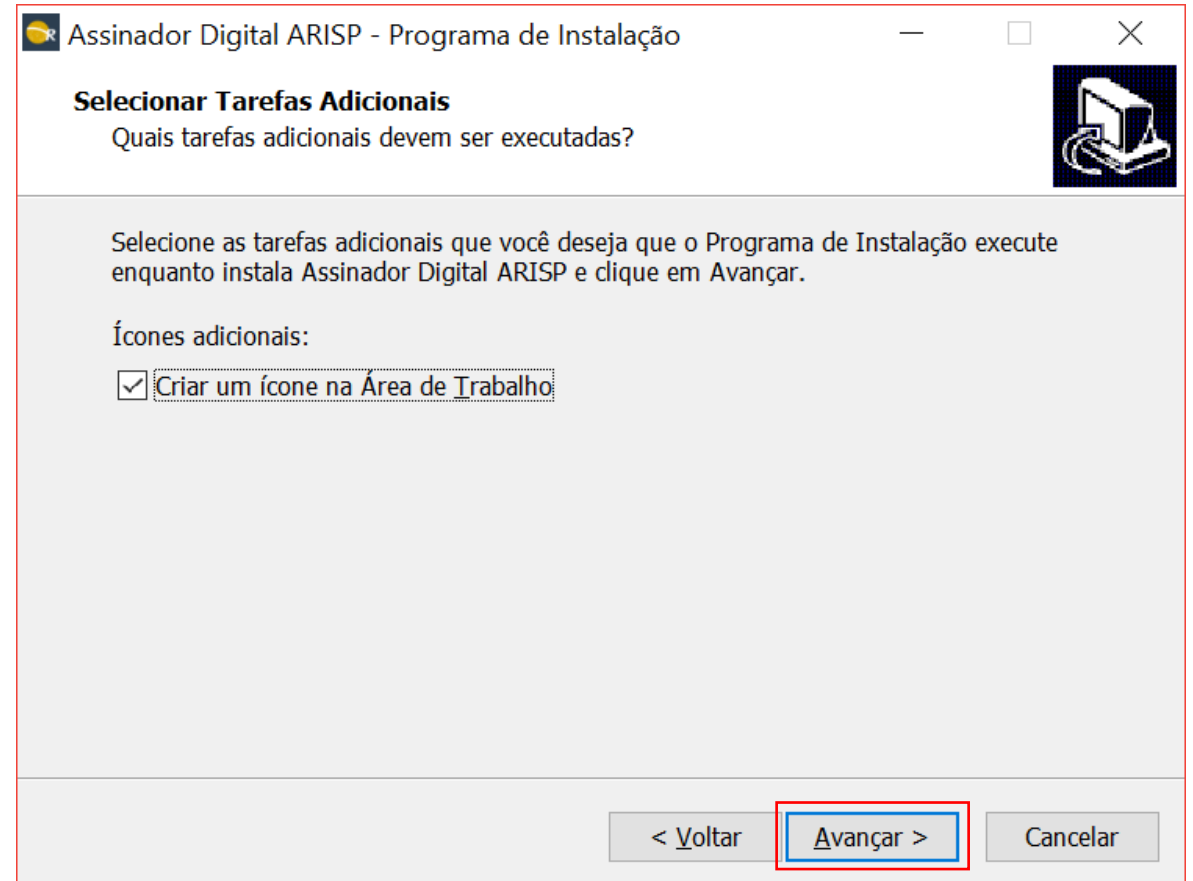 Assinador Digital ARISP - Programa de Instalação
Selecionar Tarefas Adicionais
Quais tarefas adicionais devem ser executadas?
Selecione as tarefas adicionais que você deseja que o Programa de Instalação execute
enquanto instala Assinador Digital ARISP e clique em Avançar.
Ícones adicionais:
Criar um ícone na Área de Trabalho
< Voltar
Avançar >
Cancelar